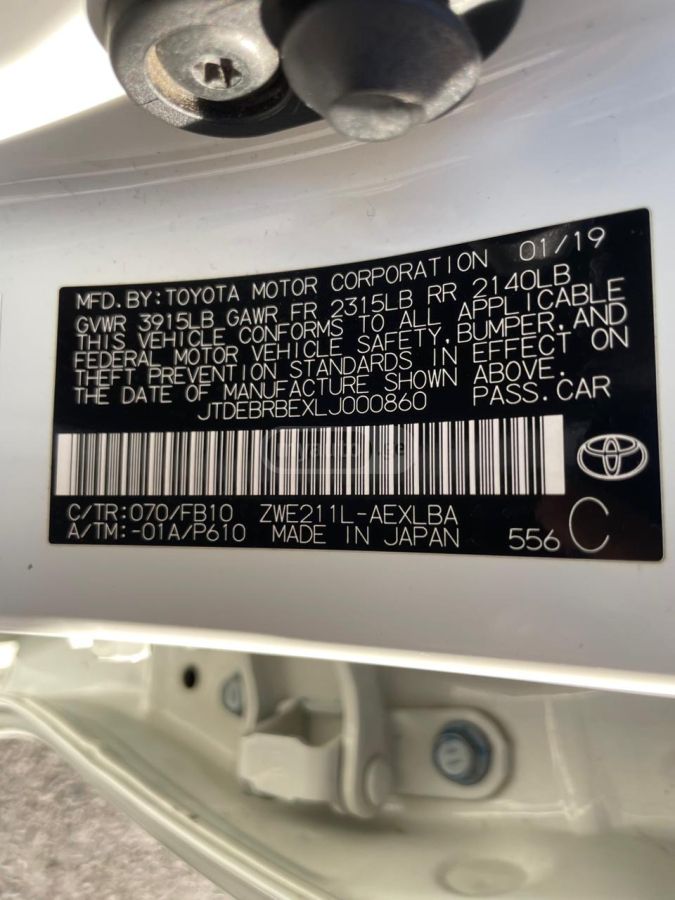 MFD. BY: TOYOTA MOTOR CORPORATION 01/19
GVWR 3915LB GAWR FR 2315LB RR 2140LB
THIS VEHICLE CONFORMS TO ALL APPLICABLE
FEDERAL MOTOR VEHICLE SAFETY, BUMPER, AND
THEFT PREVENTION STANDARDS IN EFFECT ON
THE DATE OF MANUFACTURE SHOWN ABOVE.
JTDEBRBEXLJ000860 PASS. CAR
myauto.ge
C/TR: 070/FB10 ZWE211L-AEXLBA
A/TM: -01A/P610 MADE IN JAPAN 556 C